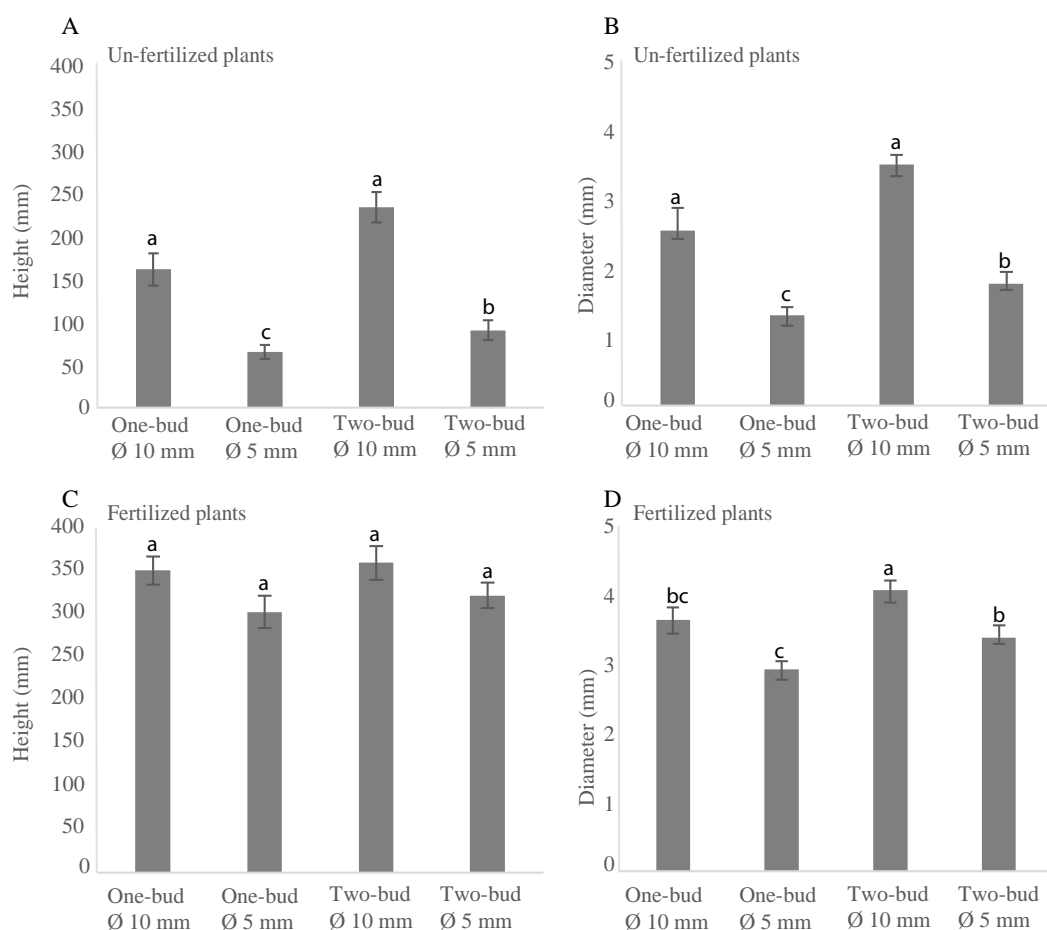 A
Un-fertilized plants
400
350
300
250
200
150
100
50
0
Height (mm)
a
c
a
b
One-bud
Ø 10 mm
One-bud
Ø 5 mm
Two-bud
Ø 10 mm
Two-bud
Ø 5 mm
B
Un-fertilized plants
5
4
3
2
1
0
Diameter (mm)
a
c
a
b
One-bud
Ø 10 mm
One-bud
Ø 5 mm
Two-bud
Ø 10 mm
Two-bud
Ø 5 mm
C
Fertilized plants
400
350
300
250
200
150
100
50
0
Height (mm)
a
a
a
a
One-bud
Ø 10 mm
One-bud
Ø 5 mm
Two-bud
Ø 10 mm
Two-bud
Ø 5 mm
D
Fertilized plants
5
4
3
2
1
0
Diameter (mm)
bc
c
a
b
One-bud
Ø 10 mm
One-bud
Ø 5 mm
Two-bud
Ø 10 mm
Two-bud
Ø 5 mm